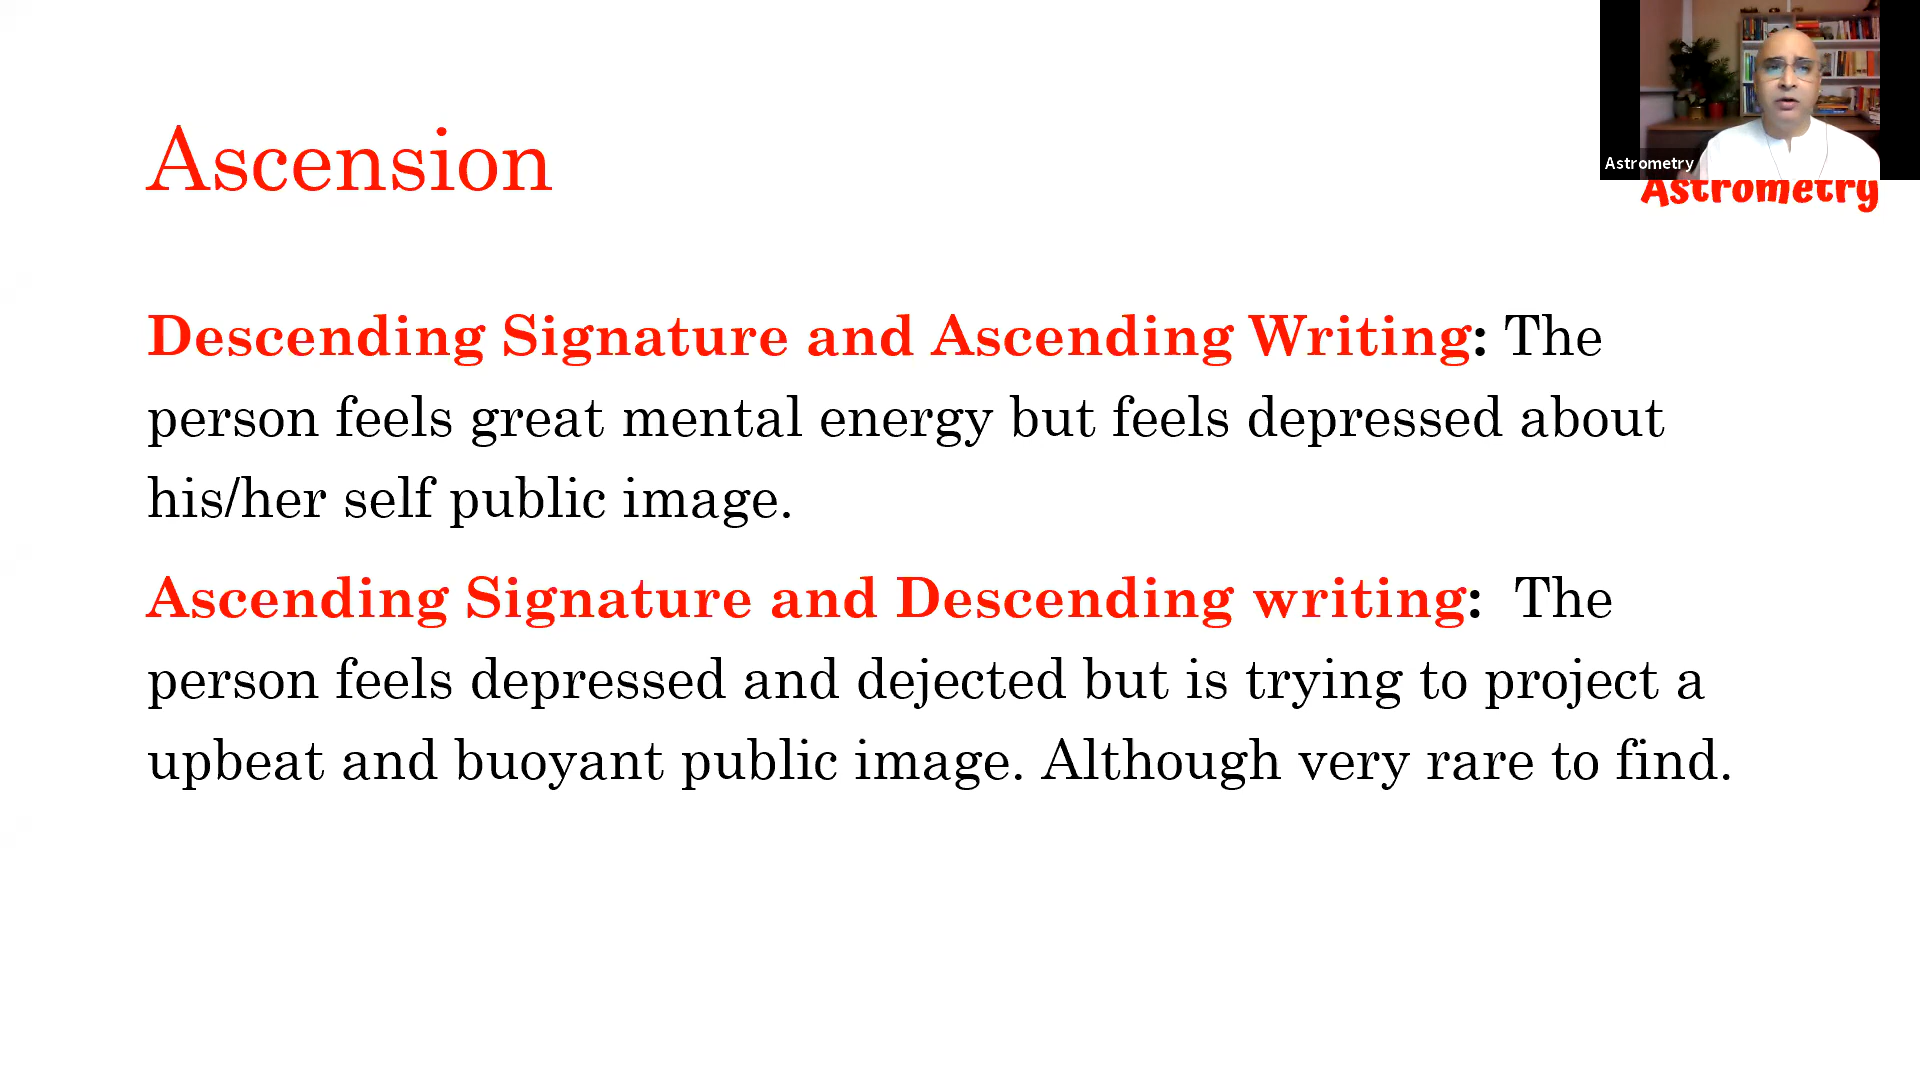 Ascension
Astrometry
Astrometry
Descending Signature and Ascending Writing: The
person feels great mental energy but feels depressed about
his/her self public image.
Ascending Signature and Descending writing: The
person feels depressed and dejected but is trying to project a
upbeat and buoyant public image. Although very rare to find.